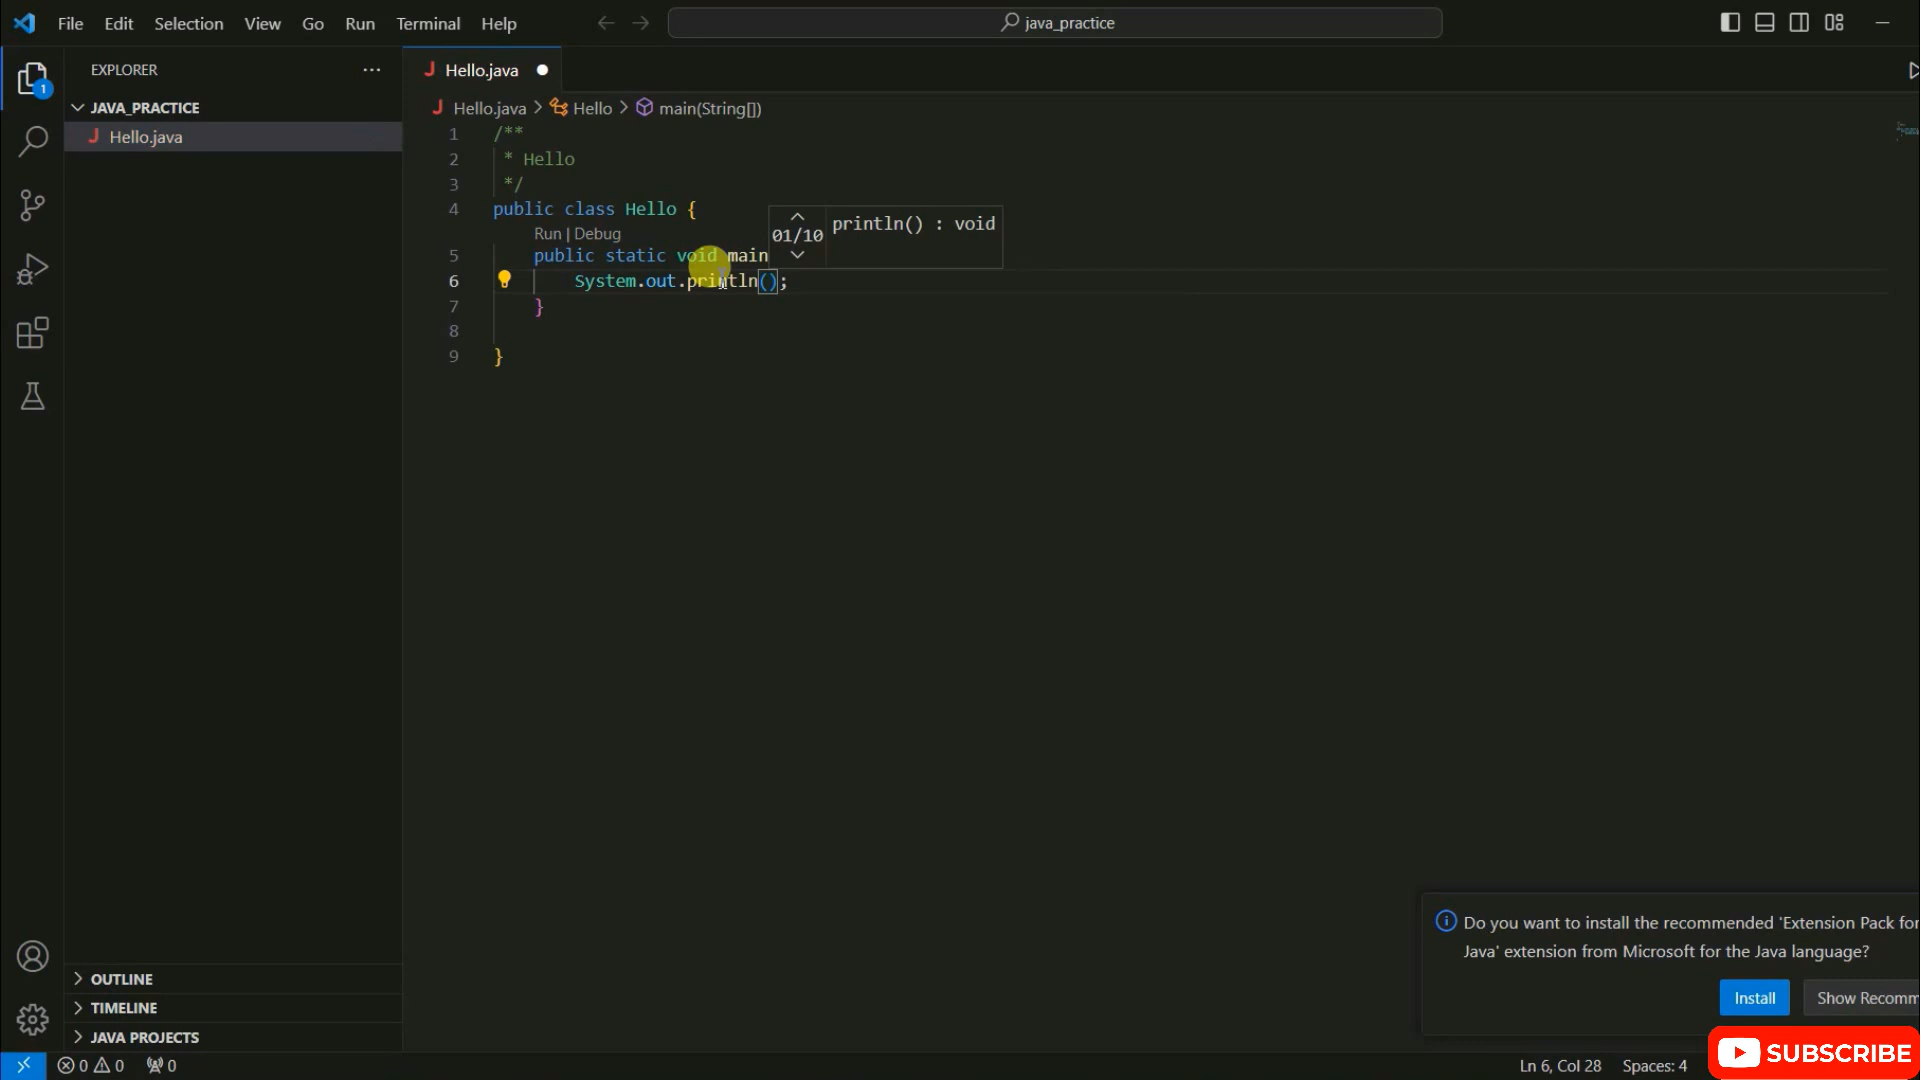 File Edit Selection View Go Run Terminal Help
java_practice
EXPLORER
JAVA_PRACTICE
J Hello.java
OUTLINE
TIMELINE
JAVA PROJECTS
1
J Hello.java
J Hello.java > Hello > main(String[])
1 /**
2 * Hello
3 */
4 public class Hello {
Run | Debug
5 public static void main
6 System.out.println();
7 }
8
9 }
01/10
println() : void
Do you want to install the recommended 'Extension Pack for
Java' extension from Microsoft for the Java language?
Install
Show Recomm
SUBSCRIBE
0 0 0
Ln 6, Col 28 Spaces: 4